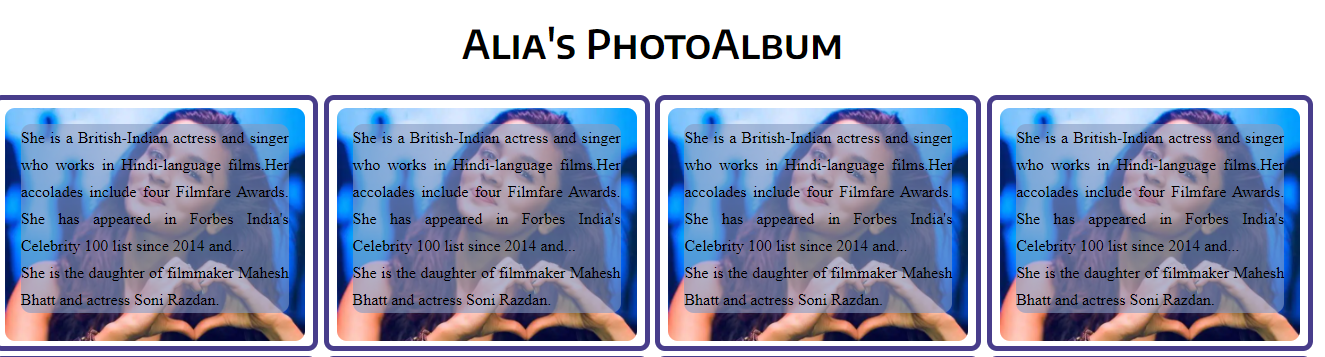 Alia's PhotoAlbum
She is a British-Indian actress and singer
who works in Hindi-language films.Her
accolades include four Filmfare Awards.
She has appeared in Forbes India's
Celebrity 100 list since 2014 and...
She is the daughter of filmmaker Mahesh
Bhatt and actress Soni Razdan.
She is a British-Indian actress and singer
who works in Hindi-language films.Her
accolades include four Filmfare Awards.
She has appeared in Forbes India's
Celebrity 100 list since 2014 and...
She is the daughter of filmmaker Mahesh
Bhatt and actress Soni Razdan.
She is a British-Indian actress and singer
who works in Hindi-language films.Her
accolades include four Filmfare Awards.
She has appeared in Forbes India's
Celebrity 100 list since 2014 and...
She is the daughter of filmmaker Mahesh
Bhatt and actress Soni Razdan.
She is a British-Indian actress and singer
who works in Hindi-language films.Her
accolades include four Filmfare Awards.
She has appeared in Forbes India's
Celebrity 100 list since 2014 and...
She is the daughter of filmmaker Mahesh
Bhatt and actress Soni Razdan.